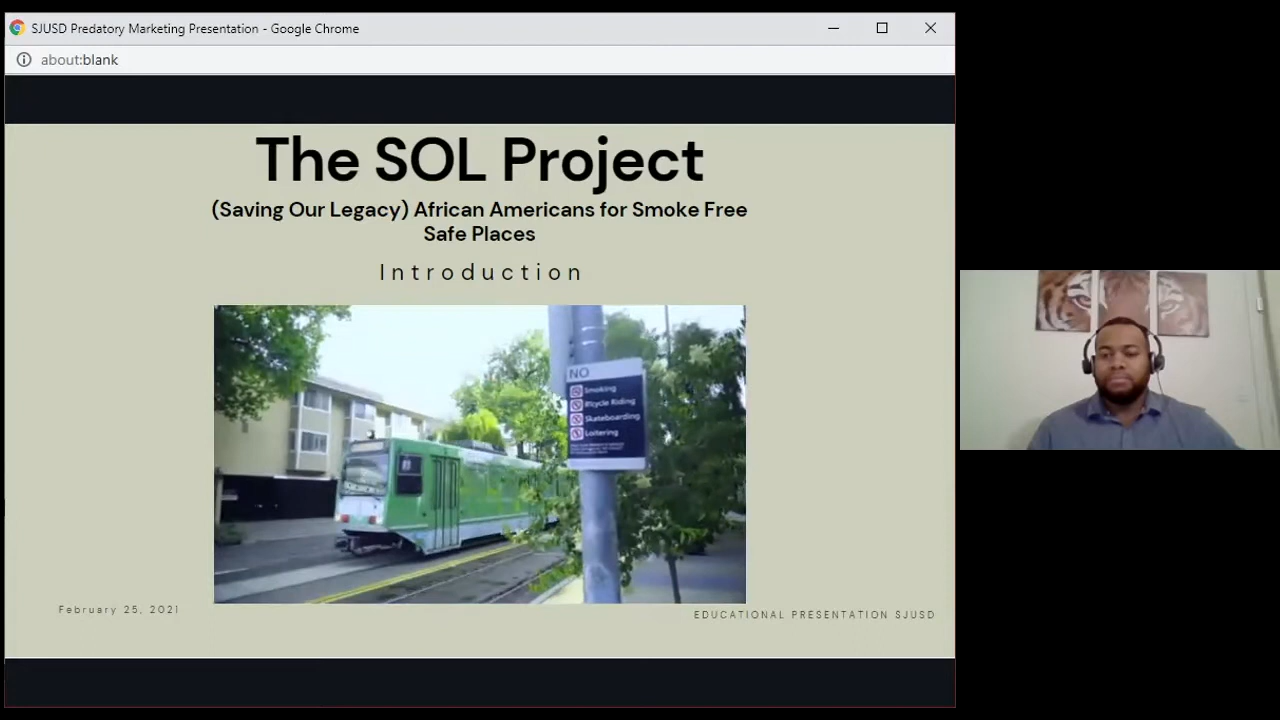 SJUSD Predatory Marketing Presentation - Google Chrome
about:blank
The SOL Project
(Saving Our Legacy) African Americans for Smoke Free
Safe Places
Introduction
NO
Smoking
Bicycle Riding
Skateboarding
Loitering
February 25, 2021
EDUCATIONAL PRESENTATION SJUSD